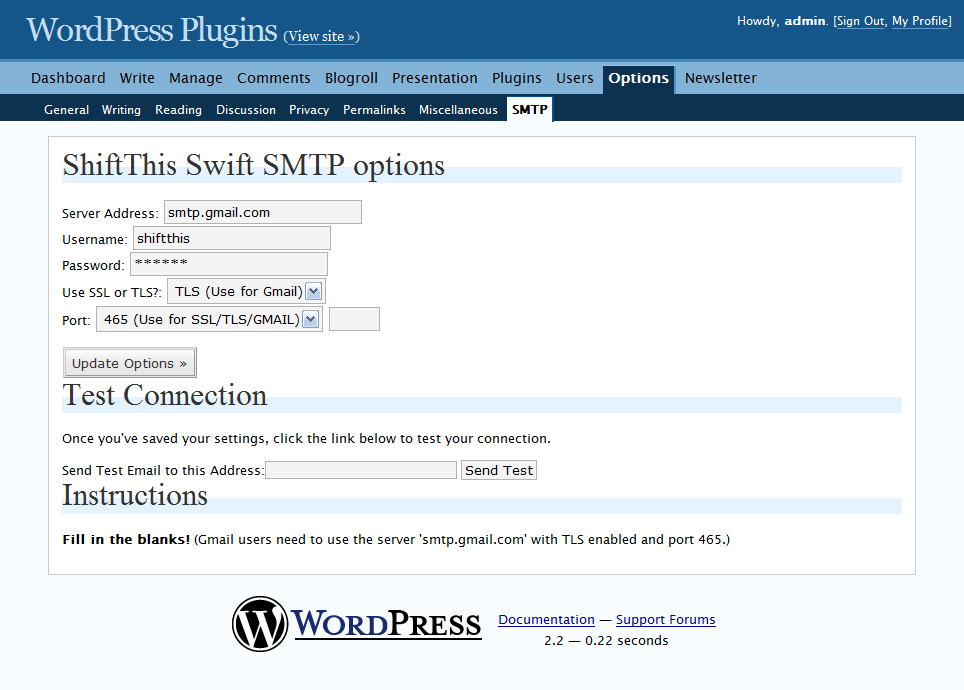 WordPress Plugins (View site »)
Howdy, admin. [Sign Out, My Profile]
Dashboard Write Manage Comments Blogroll Presentation Plugins Users Options Newsletter
General Writing Reading Discussion Privacy Permalinks Miscellaneous SMTP
ShiftThis Swift SMTP options
Server Address: smtp.gmail.com
Username: shiftthis
Password: ******
Use SSL or TLS?: TLS (Use for Gmail)
Port: 465 (Use for SSL/TLS/GMAIL)
Update Options »
Test Connection
Once you've saved your settings, click the link below to test your connection.
Send Test Email to this Address: Send Test
Instructions
Fill in the blanks! (Gmail users need to use the server 'smtp.gmail.com' with TLS enabled and port 465.)
WORDPRESS
Documentation — Support Forums
2.2 — 0.22 seconds